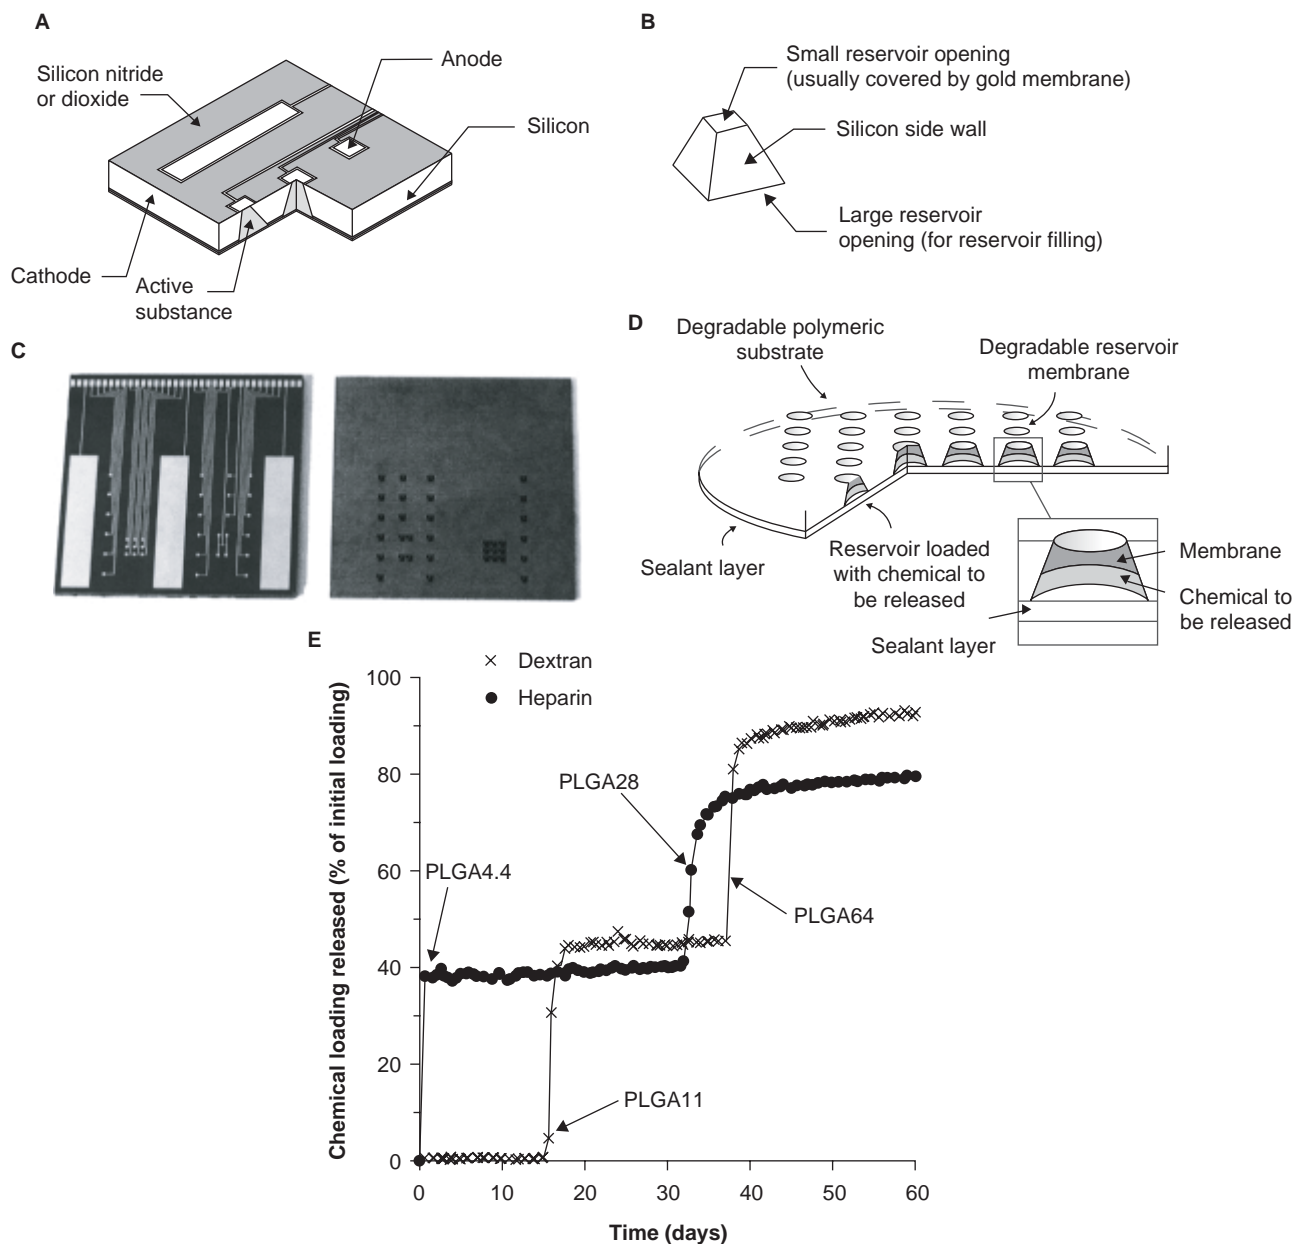 A
Silicon nitride
or dioxide
Anode
Silicon
Cathode
Active
substance
B
Small reservoir opening
(usually covered by gold membrane)
Silicon side wall
Large reservoir
opening (for reservoir filling)
C
D
Degradable polymeric
substrate
Degradable reservoir
membrane
Sealant layer
Reservoir loaded
with chemical to
be released
Membrane
Chemical to
be released
Sealant layer
E
Dextran
Heparin
Chemical loading released (% of initial loading)
100
80
60
40
20
0
PLGA4.4
PLGA28
PLGA64
PLGA11
0
10
20
30
40
50
60
Time (days)